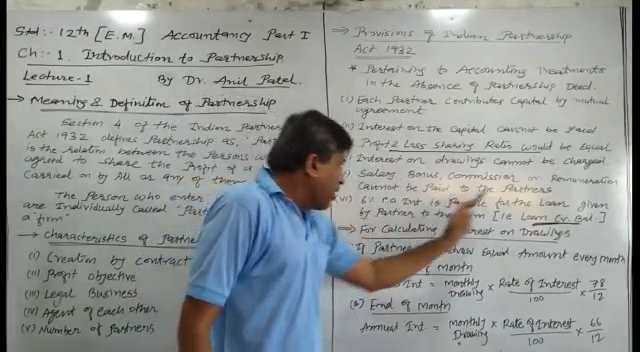 Std:- 12th [E.M.] Accountancy Part I
Ch:- 1. Introduction to Partnership
Lecture-1 By Dr. Anil Patel
→ Meaning & Definition of Partnership
Section 4 of the Indian
Act 1932 defines Partnership as,
is the relation between the Persons
agreed to share the Profit of a
Carried on by All or any of them
The Person who enter
are Individually Called
a "firm"
→ Characteristics of
(i) Creation by contract
(ii) Profit objective
(iii) Legal Business
(iv) Agent of each other
(v) Number of Partners
⇒ Provisions of Indian Partnership
Act 1932
* Pertaining to Accounting Treatments
in the Absence of Partnership Deed.
(i) Each Partner Contributes Capital by mutual
agreement
Interest on the Capital cannot be Paid
Profit & Loss Sharing Ratio would be Equal
Interest on drawings cannot be charged
Salary Bonus, Commission or Remuneration
Cannot be Paid to the Partners
(vi) 6% P.a Int is for the Loan given
by Partner to the [i.e Loan Cr. Bal.]
⇒ For Calculating on Drawings
If Equal Amount every month
of month
Int = monthly Drawing × Rate of Interest/100 × 78/12
(B) End of Month
Annual Int = monthly Drawing × Rate of Interest/100 × 66/12